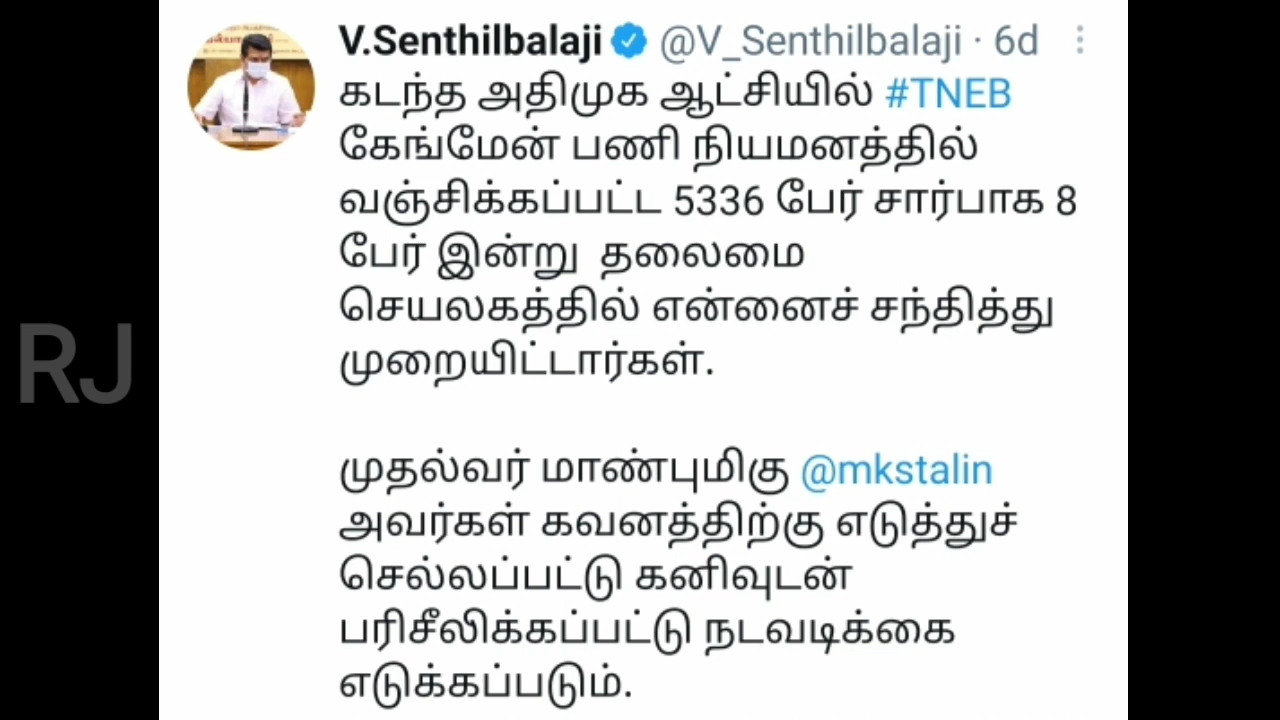 V.Senthilbalaji @V_Senthilbalaji · 6d
கடந்த அதிமுக ஆட்சியில் #TNEB
கேங்மேன் பணி நியமனத்தில்
வஞ்சிக்கப்பட்ட 5336 பேர் சார்பாக 8
பேர் இன்று தலைமை
செயலகத்தில் என்னைச் சந்தித்து
முறையிட்டார்கள்.
RJ
முதல்வர் மாண்புமிகு @mkstalin
அவர்கள் கவனத்திற்கு எடுத்துச்
செல்லப்பட்டு கனிவுடன்
பரிசீலிக்கப்பட்டு நடவடிக்கை
எடுக்கப்படும்.